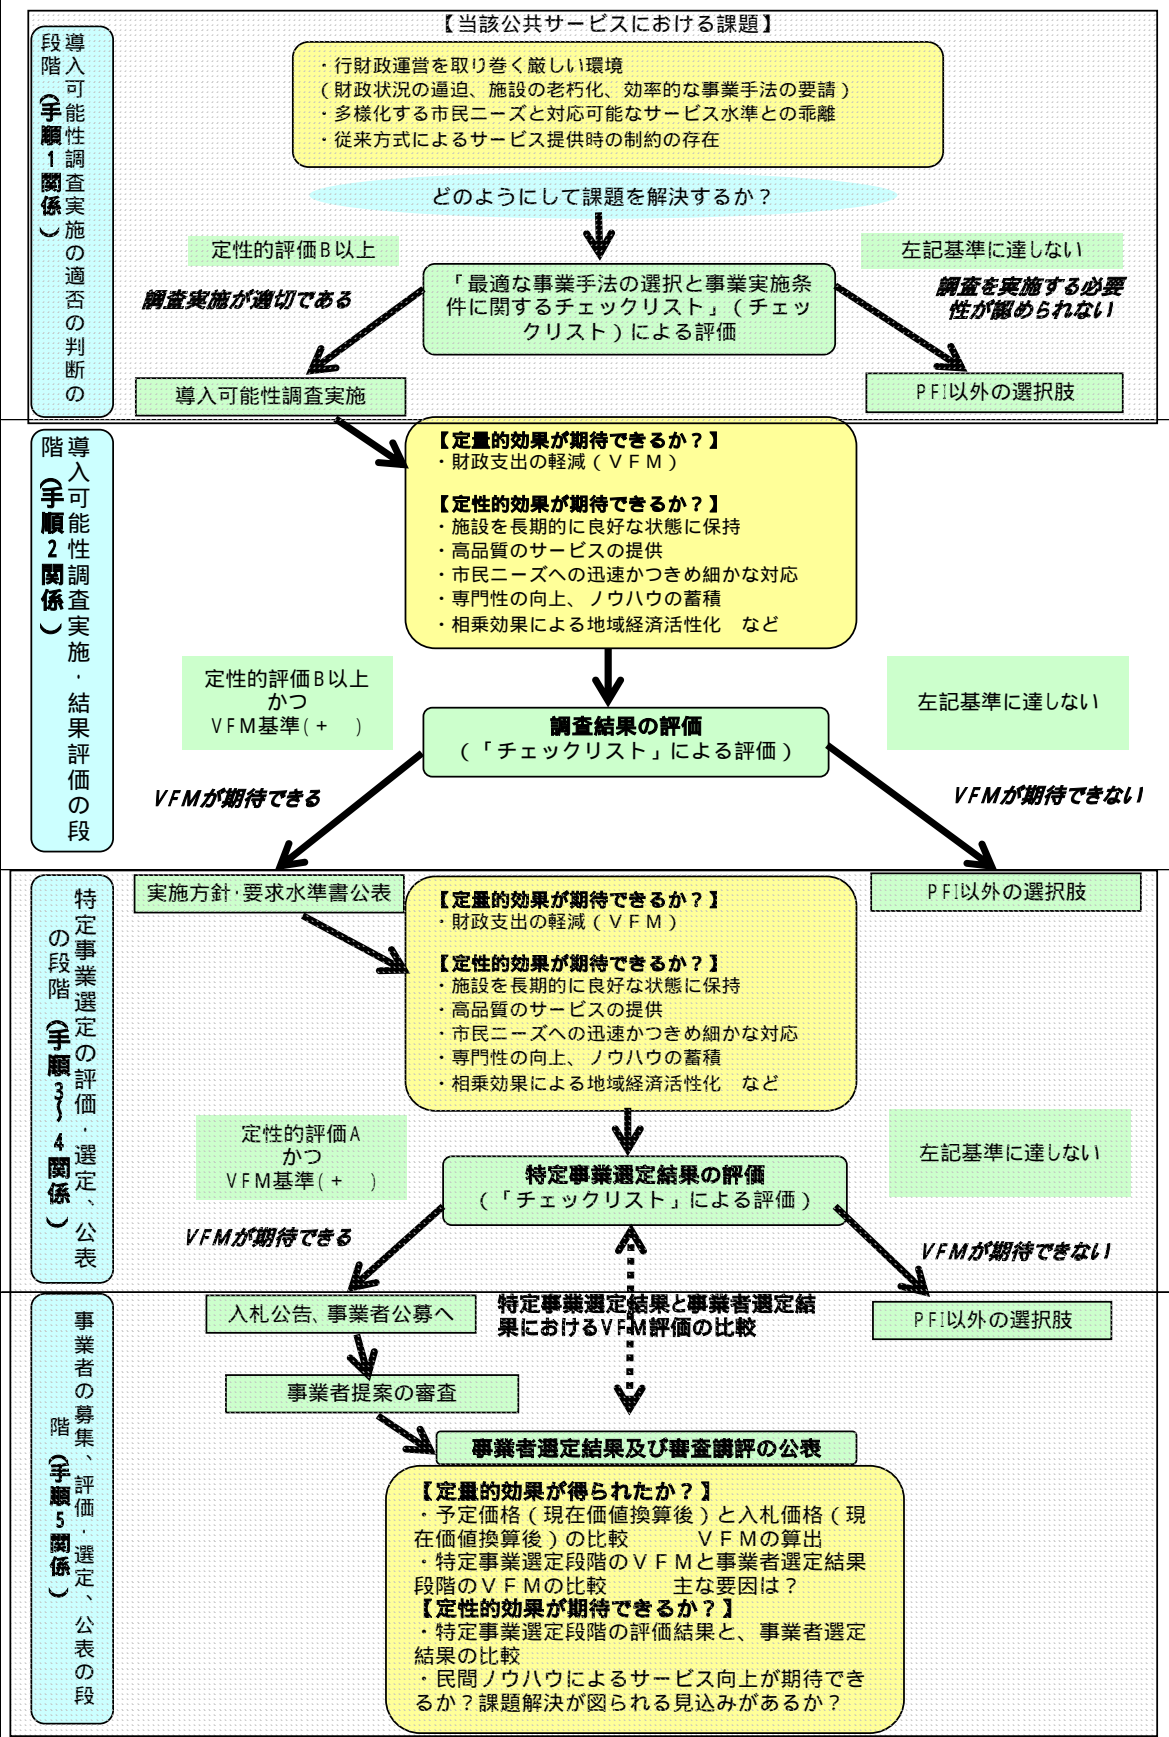 【当該公共サービスにおける課題】
導入可能性調査実施の適否の判断の
段階（手順１関係）
・行財政運営を取り巻く厳しい環境
（財政状況の逼迫、施設の老朽化、効率的な事業手法の要請）
・多様化する市民ニーズと対応可能なサービス水準との乖離
・従来方式によるサービス提供時の制約の存在
どのようにして課題を解決するか？
定性的評価B以上
左記基準に達しない
調査実施が適切である
「最適な事業手法の選択と事業実施条
件に関するチェックリスト」（チェッ
クリスト）による評価
調査を実施する必要
性が認められない
導入可能性調査実施
PFI以外の選択肢
導入可能性調査実施・結果評価の段
階（手順２関係）
【定量的効果が期待できるか？】
・財政支出の軽減（ＶＦＭ）
【定性的効果が期待できるか？】
・施設を長期的に良好な状態に保持
・高品質のサービスの提供
・市民ニーズへの迅速かつきめ細かな対応
・専門性の向上、ノウハウの蓄積
・相乗効果による地域経済活性化　など
定性的評価B以上
かつ
VFM基準(＋　)
左記基準に達しない
調査結果の評価
（「チェックリスト」による評価）
VFMが期待できる
VFMが期待できない
特定事業選定の評価・選定、公表
の段階（手順３～４関係）
実施方針・要求水準書公表
PFI以外の選択肢
【定量的効果が期待できるか？】
・財政支出の軽減（ＶＦＭ）
【定性的効果が期待できるか？】
・施設を長期的に良好な状態に保持
・高品質のサービスの提供
・市民ニーズへの迅速かつきめ細かな対応
・専門性の向上、ノウハウの蓄積
・相乗効果による地域経済活性化　など
定性的評価A
かつ
VFM基準(＋　)
左記基準に達しない
特定事業選定結果の評価
（「チェックリスト」による評価）
VFMが期待できる
VFMが期待できない
事業者の募集、評価・選定、公表の段
階（手順５関係）
入札公告、事業者公募へ
特定事業選定結果と事業者選定結
果におけるVFM評価の比較
PFI以外の選択肢
事業者提案の審査
事業者選定結果及び審査講評の公表
【定量的効果が得られたか？】
・予定価格（現在価値換算後）と入札価格（現
在価値換算後）の比較　　ＶＦＭの算出
・特定事業選定段階のＶＦＭと事業者選定結果
段階のＶＦＭの比較　　主な要因は？
【定性的効果が期待できるか？】
・特定事業選定段階の評価結果と、事業者選定
結果の比較
・民間ノウハウによるサービス向上が期待でき
るか？課題解決が図られる見込みがあるか？